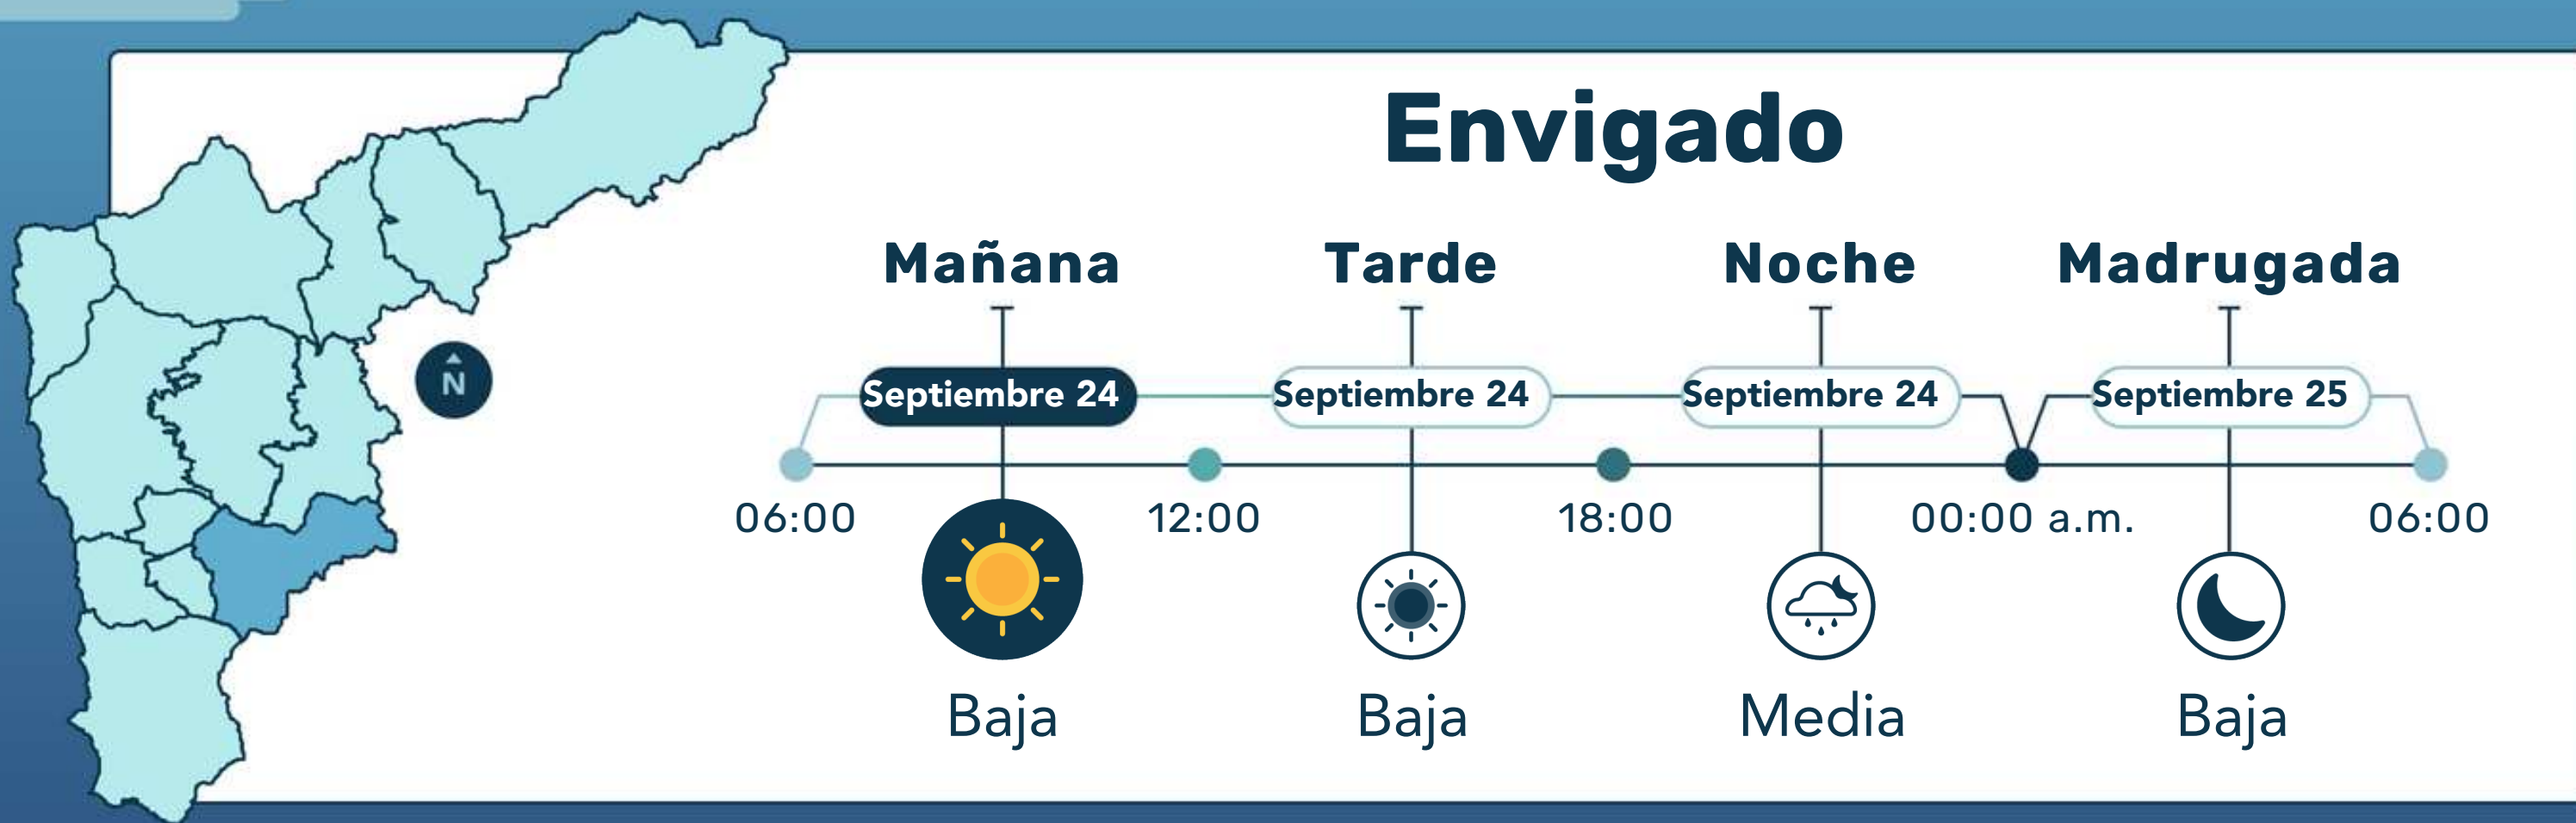 Envigado
Mañana Tarde Noche Madrugada
N
Septiembre 24 Septiembre 24 Septiembre 24 Septiembre 25
06:00 12:00 18:00 00:00 a.m. 06:00
Baja Baja Media Baja